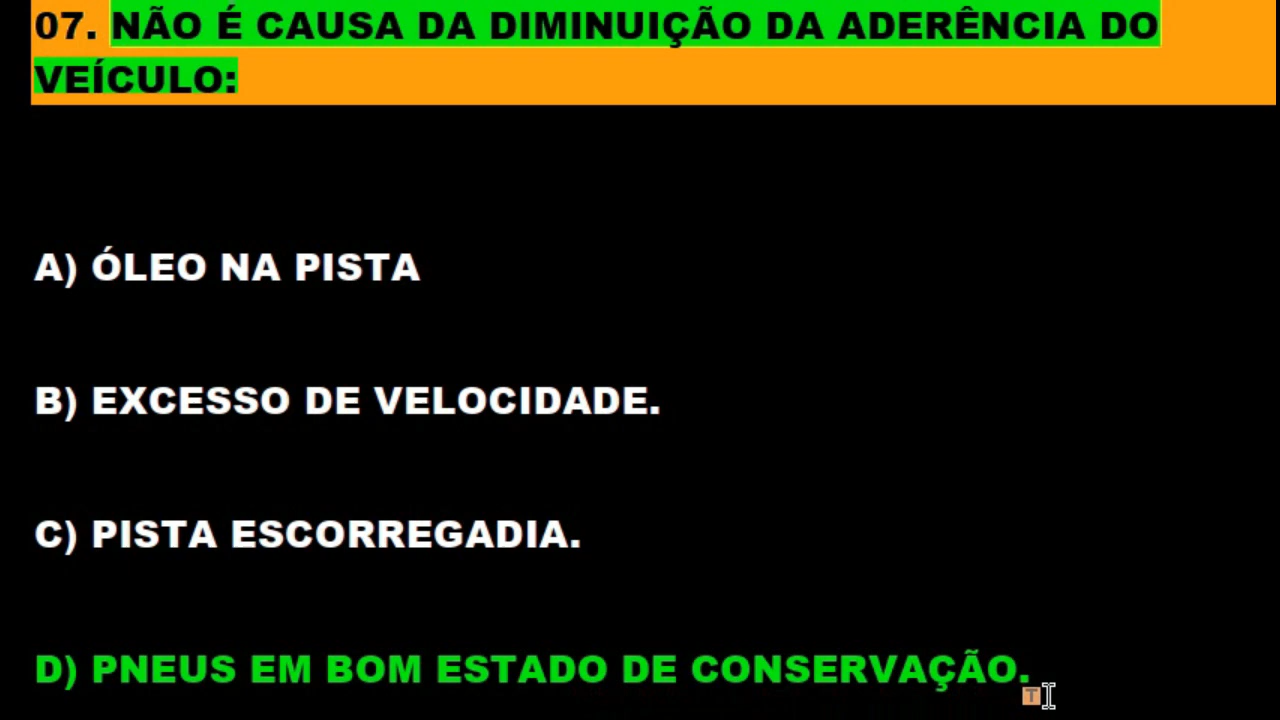 07. NÃO É CAUSA DA DIMINUIÇÃO DA ADERÊNCIA DO
VEÍCULO:
A) ÓLEO NA PISTA
B) EXCESSO DE VELOCIDADE.
C) PISTA ESCORREGADIA.
D) PNEUS EM BOM ESTADO DE CONSERVAÇÃO.
T